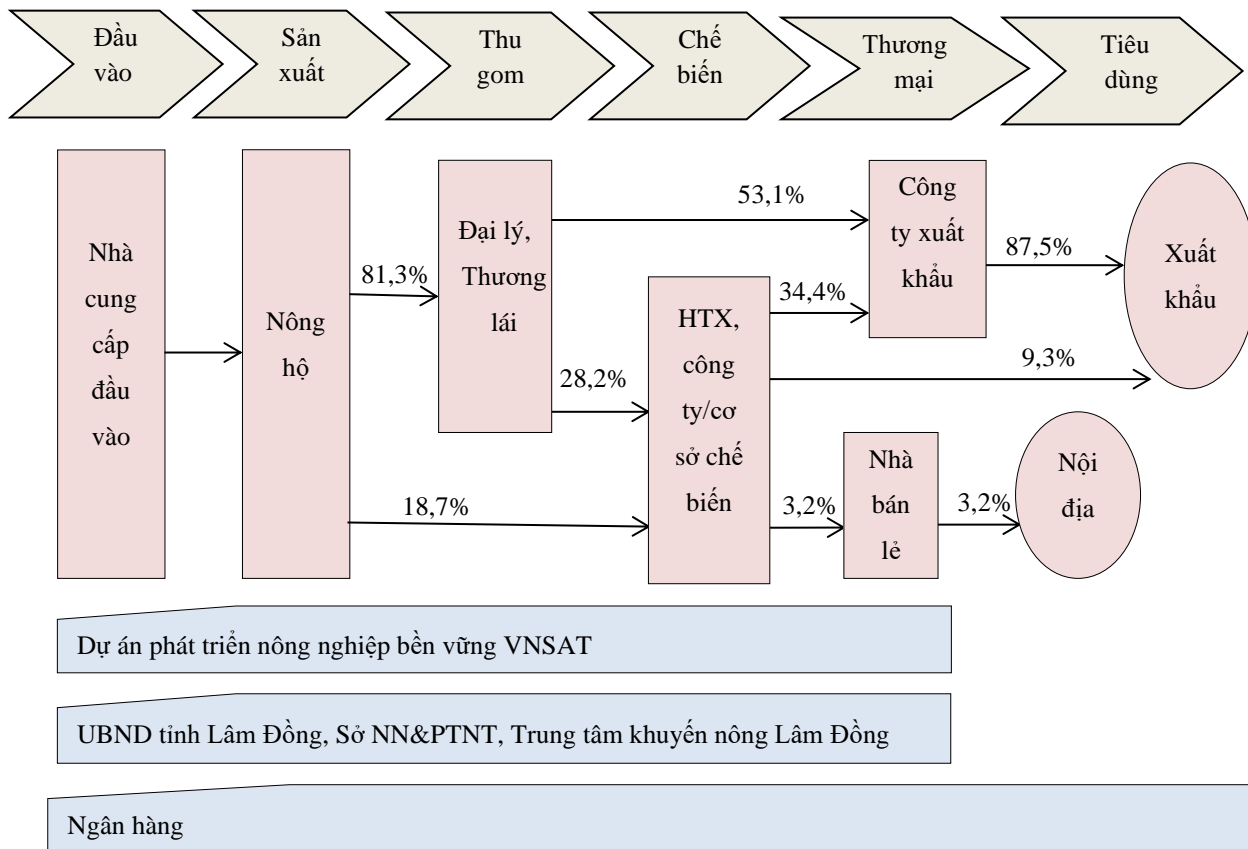 Đầu
vào
Sản
xuất
Thu
gom
Chế
biến
Thương
mại
Tiêu
dùng
Nhà
cung
cấp
đầu
vào
Nông
hộ
81,3%
18,7%
Đại lý,
Thương
lái
53,1%
28,2%
HTX,
công
ty/cơ
sở chế
biến
34,4%
9,3%
3,2%
Công
ty xuất
khẩu
87,5%
Nhà
bán
lẻ
3,2%
Xuất
khẩu
Nội
địa
Dự án phát triển nông nghiệp bền vững VNSAT
UBND tỉnh Lâm Đồng, Sở NN&PTNT, Trung tâm khuyến nông Lâm Đồng
Ngân hàng